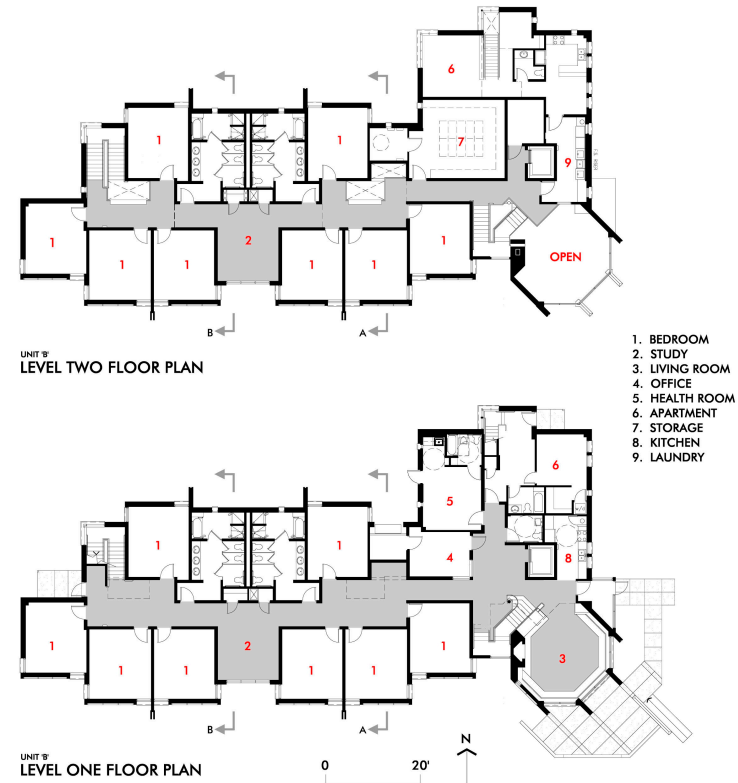 6
1
1
7
9
1
2
1
1
1
1
1
OPEN
B
A
UNIT 'B'
LEVEL TWO FLOOR PLAN
1. BEDROOM
2. STUDY
3. LIVING ROOM
4. OFFICE
5. HEALTH ROOM
6. APARTMENT
7. STORAGE
8. KITCHEN
9. LAUNDRY
6
5
1
1
4
8
1
2
1
3
1
1
1
1
B
A
UNIT 'B'
LEVEL ONE FLOOR PLAN
0
20'
N